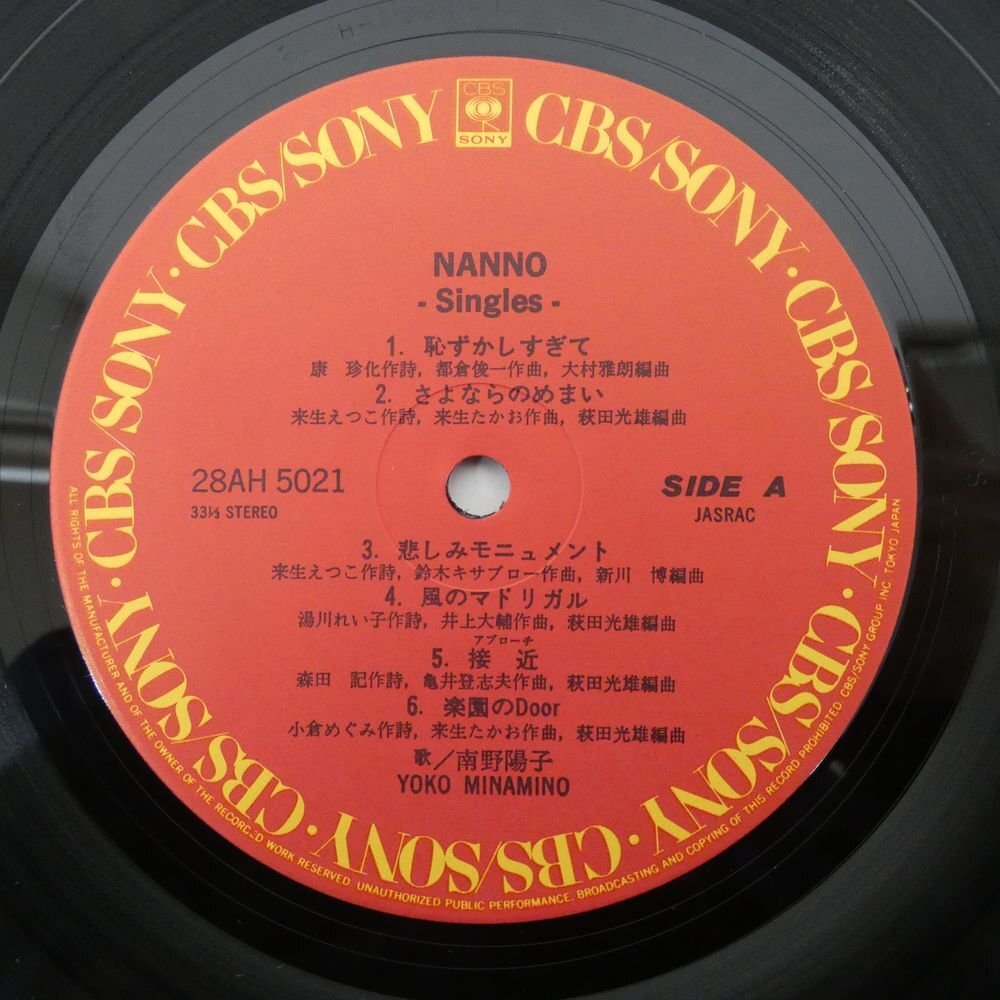 CBS
SONY
CBS/SONY · CBS/SONY · CBS/SONY · CBS/SONY · CBS/SONY · CBS/SONY · CBS/SONY · CBS/SONY
NANNO
- Singles -
1. 恥ずかしすぎて
康 珍化作詩, 都倉俊一作曲, 大村雅朗編曲
2. さよならのめまい
来生えつこ作詩, 来生たかお作曲, 萩田光雄編曲
28AH 5021
SIDE A
33⅓ STEREO
JASRAC
3. 悲しみモニュメント
来生えつこ作詩, 鈴木キサブロー作曲, 新川 博編曲
4. 風のマドリガル
湯川れい子作詩, 井上大輔作曲, 萩田光雄編曲
アプローチ
5. 接 近
森田 記作詩, 亀井登志夫作曲, 萩田光雄編曲
6. 楽園のDoor
小倉めぐみ作詩, 来生たかお作曲, 萩田光雄編曲
歌/南野陽子
YOKO MINAMINO
ALL RIGHTS OF THE MANUFACTURER AND OF THE OWNER OF THE RECORDED WORK RESERVED UNAUTHORIZED PUBLIC PERFORMANCE, BROADCASTING AND COPYING OF THIS RECORD PROHIBITED CBS/SONY GROUP INC. TOKYO JAPAN